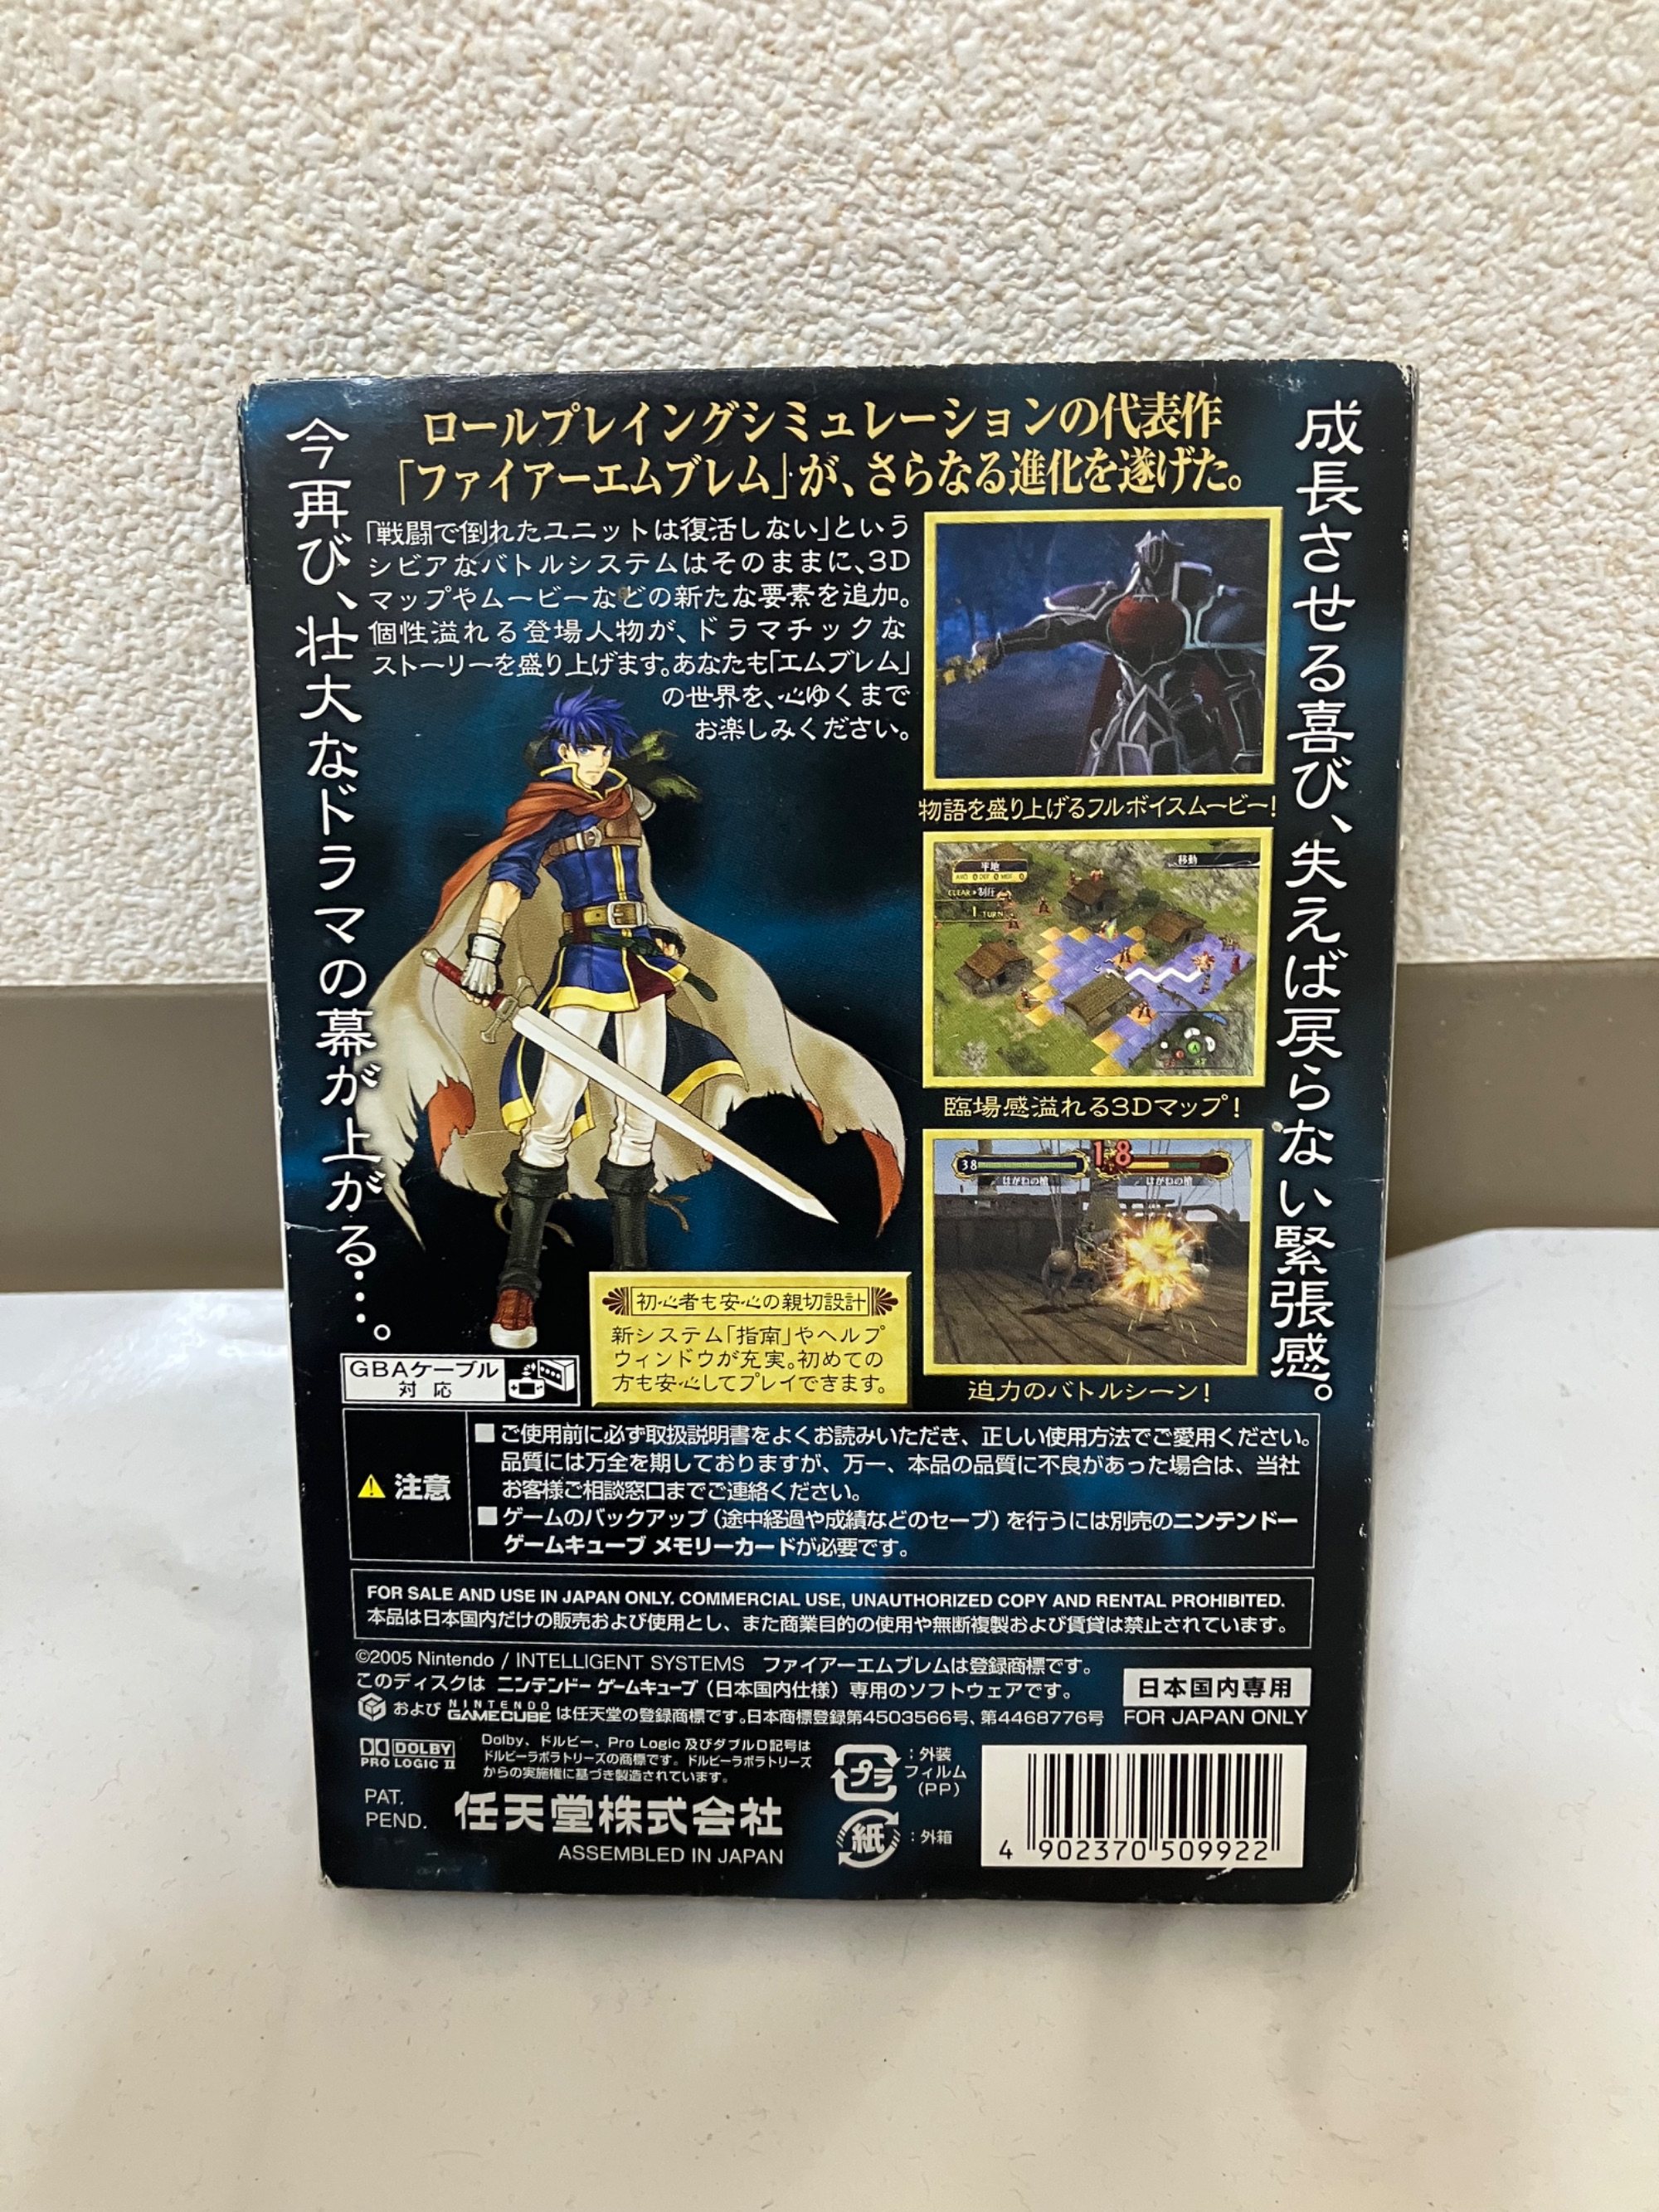 ロールプレイングシミュレーションの代表作
「ファイアーエムブレム」が、さらなる進化を遂げた。
成長させる喜び、失えば戻らない緊張感。
今再び、壮大なドラマの幕が上がる…。
「戦闘で倒れたユニットは復活しない」という
シビアなバトルシステムはそのままに、3D
マップやムービーなどの新たな要素を追加。
個性溢れる登場人物が、ドラマチックな
ストーリーを盛り上げます。あなたも「エムブレム」
の世界を、心ゆくまで
お楽しみください。
物語を盛り上げるフルボイスムービー!
平地
移動
CLEAR 制圧
1 TURN
臨場感溢れる3Dマップ!
38
18
はがねの槍
はがねの槍
迫力のバトルシーン!
初心者も安心の親切設計
新システム「指南」やヘルプ
ウィンドウが充実。初めての
方も安心してプレイできます。
GBAケーブル
対応
注意
■ご使用前に必ず取扱説明書をよくお読みいただき、正しい使用方法でご愛用ください。
品質には万全を期しておりますが、万一、本品の品質に不良があった場合は、当社
お客様ご相談窓口までご連絡ください。
■ゲームのバックアップ(途中経過や成績などのセーブ)を行うには別売のニンテンドー
ゲームキューブ メモリーカードが必要です。
FOR SALE AND USE IN JAPAN ONLY. COMMERCIAL USE, UNAUTHORIZED COPY AND RENTAL PROHIBITED.
本品は日本国内だけの販売および使用とし、また商業目的の使用や無断複製および賃貸は禁止されています。
©2005 Nintendo / INTELLIGENT SYSTEMS ファイアーエムブレムは登録商標です。
このディスクは ニンテンドー ゲームキューブ(日本国内仕様)専用のソフトウェアです。
および NINTENDO GAMECUBE は任天堂の登録商標です。日本商標登録第4503566号、第4468776号
日本国内専用
FOR JAPAN ONLY
DOLBY
PRO LOGIC II
Dolby、ドルビー、Pro Logic 及びダブルD記号は
ドルビーラボラトリーズの商標です。ドルビーラボラトリーズ
からの実施権に基づき製造されています。
PAT.
PEND.
任天堂株式会社
ASSEMBLED IN JAPAN
プラ
:外装
フィルム
(PP)
紙
:外箱
4 902370 509922